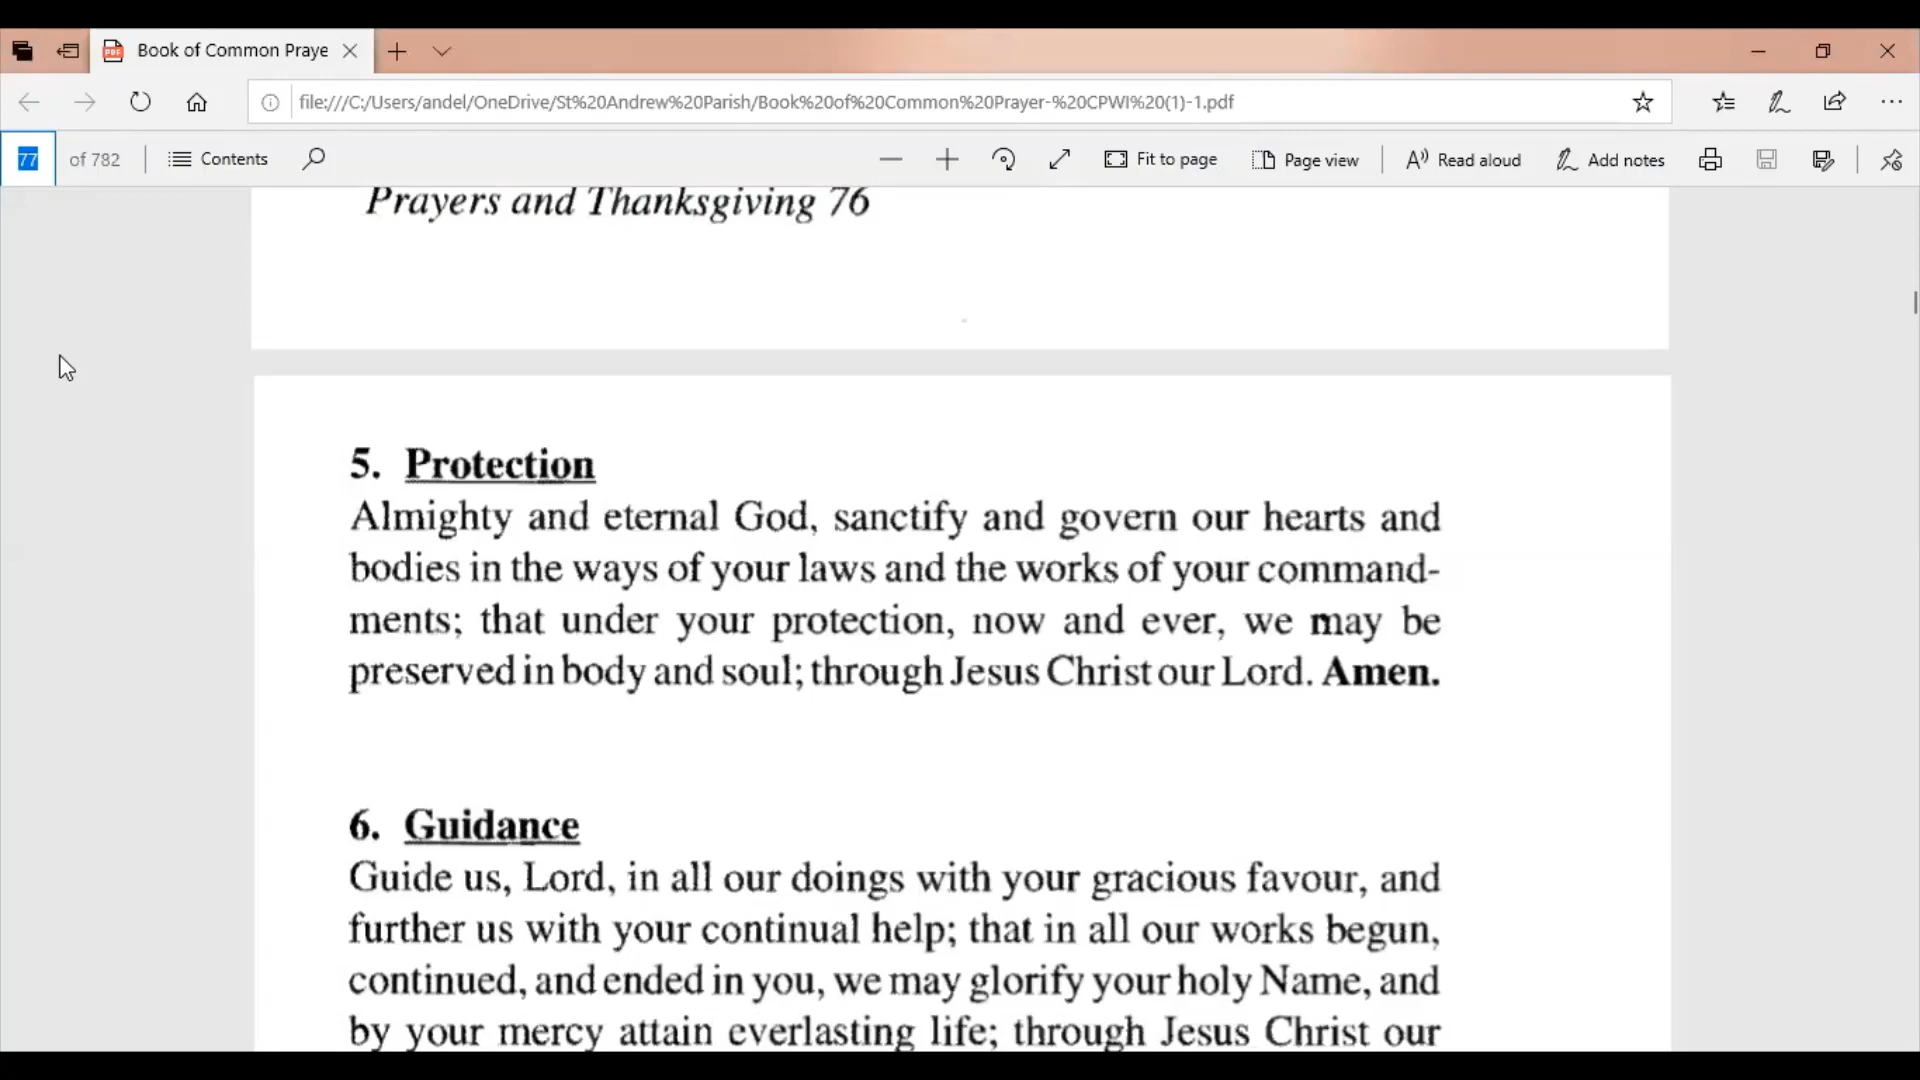 Book of Common Praye
file:///C:/Users/andel/OneDrive/St%20Andrew%20Parish/Book%20of%20Common%20Prayer-%20CPWI%20(1)-1.pdf
77 of 782 Contents Fit to page Page view Read aloud Add notes
Prayers and Thanksgiving 76
5. Protection
Almighty and eternal God, sanctify and govern our hearts and
bodies in the ways of your laws and the works of your command-
ments; that under your protection, now and ever, we may be
preserved in body and soul; through Jesus Christ our Lord. Amen.
6. Guidance
Guide us, Lord, in all our doings with your gracious favour, and
further us with your continual help; that in all our works begun,
continued, and ended in you, we may glorify your holy Name, and
by your mercy attain everlasting life; through Jesus Christ our